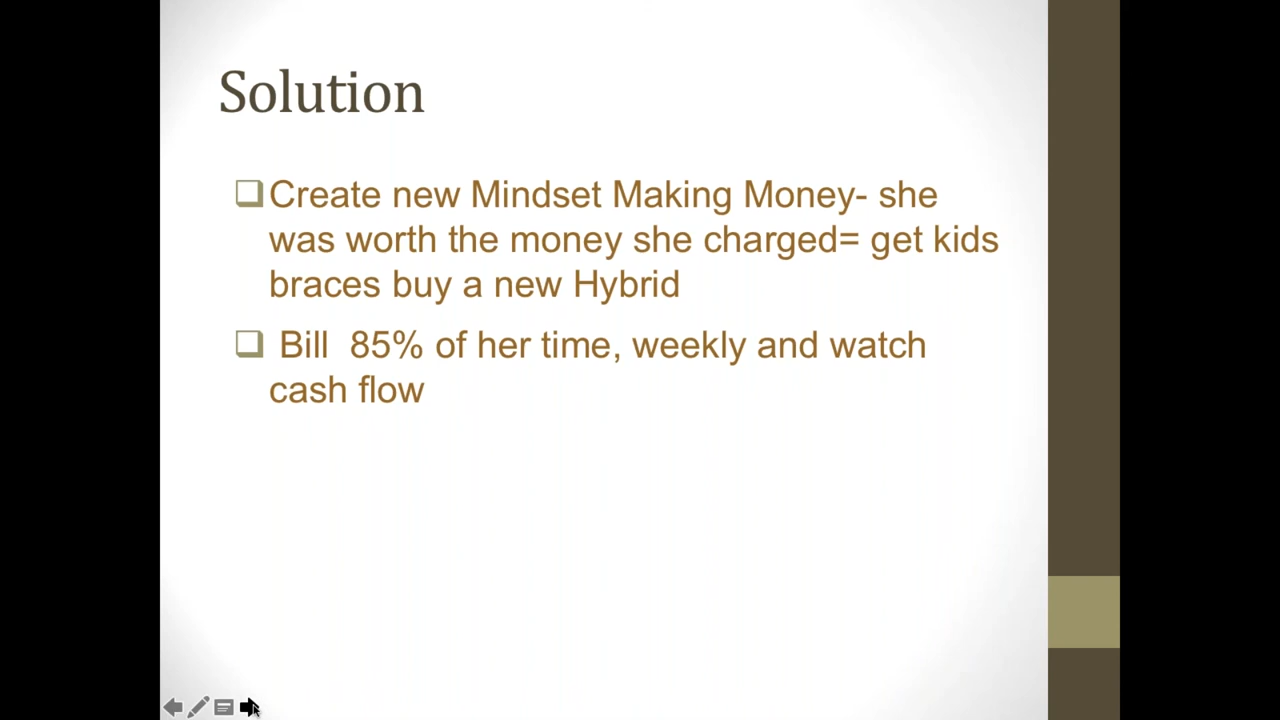 Solution
Create new Mindset Making Money- she
was worth the money she charged= get kids
braces buy a new Hybrid
Bill  85% of her time, weekly and watch
cash flow